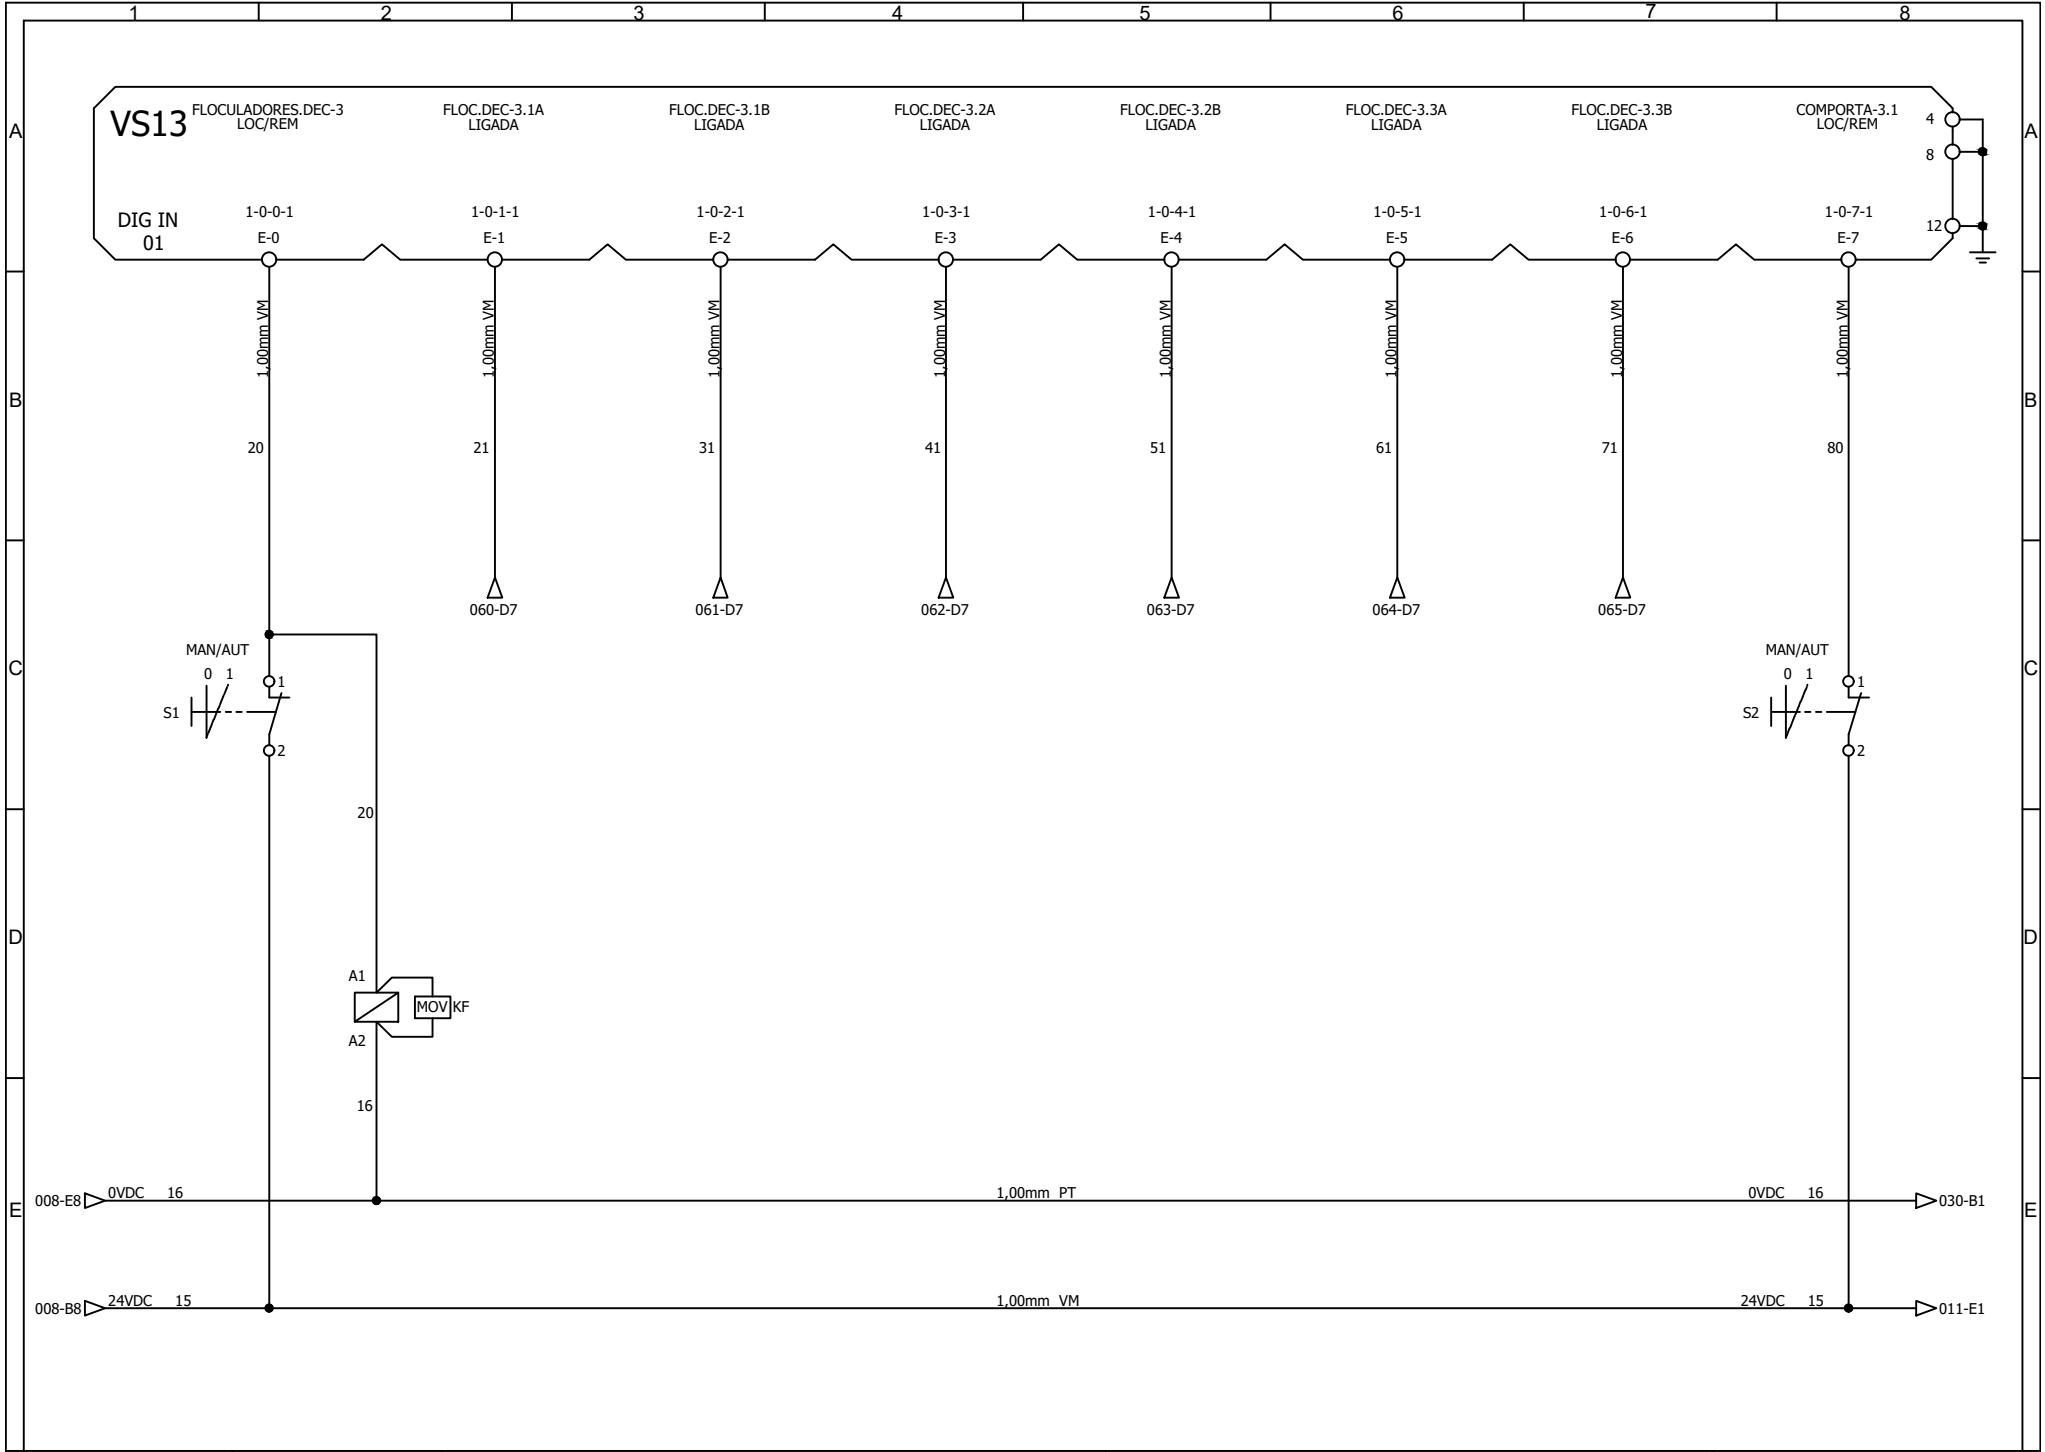 1 2 3 4 5 6 7 8
A A
VS13
FLOCULADORES.DEC-3
LOC/REM
FLOC.DEC-3.1A
LIGADA
FLOC.DEC-3.1B
LIGADA
FLOC.DEC-3.2A
LIGADA
FLOC.DEC-3.2B
LIGADA
FLOC.DEC-3.3A
LIGADA
FLOC.DEC-3.3B
LIGADA
COMPORTA-3.1
LOC/REM
4
8
12
DIG IN
01
1-0-0-1 1-0-1-1 1-0-2-1 1-0-3-1 1-0-4-1 1-0-5-1 1-0-6-1 1-0-7-1
E-0 E-1 E-2 E-3 E-4 E-5 E-6 E-7
1,00mm VM 1,00mm VM 1,00mm VM 1,00mm VM 1,00mm VM 1,00mm VM 1,00mm VM 1,00mm VM
B B
20 21 31 41 51 61 71 80
060-D7 061-D7 062-D7 063-D7 064-D7 065-D7
C C
MAN/AUT
0 1
S1
1
2
MAN/AUT
0 1
S2
1
2
20
D D
A1
MOV KF
A2
16
E E
008-E8 0VDC 16 1,00mm PT 0VDC 16 030-B1
008-B8 24VDC 15 1,00mm VM 24VDC 15 011-E1